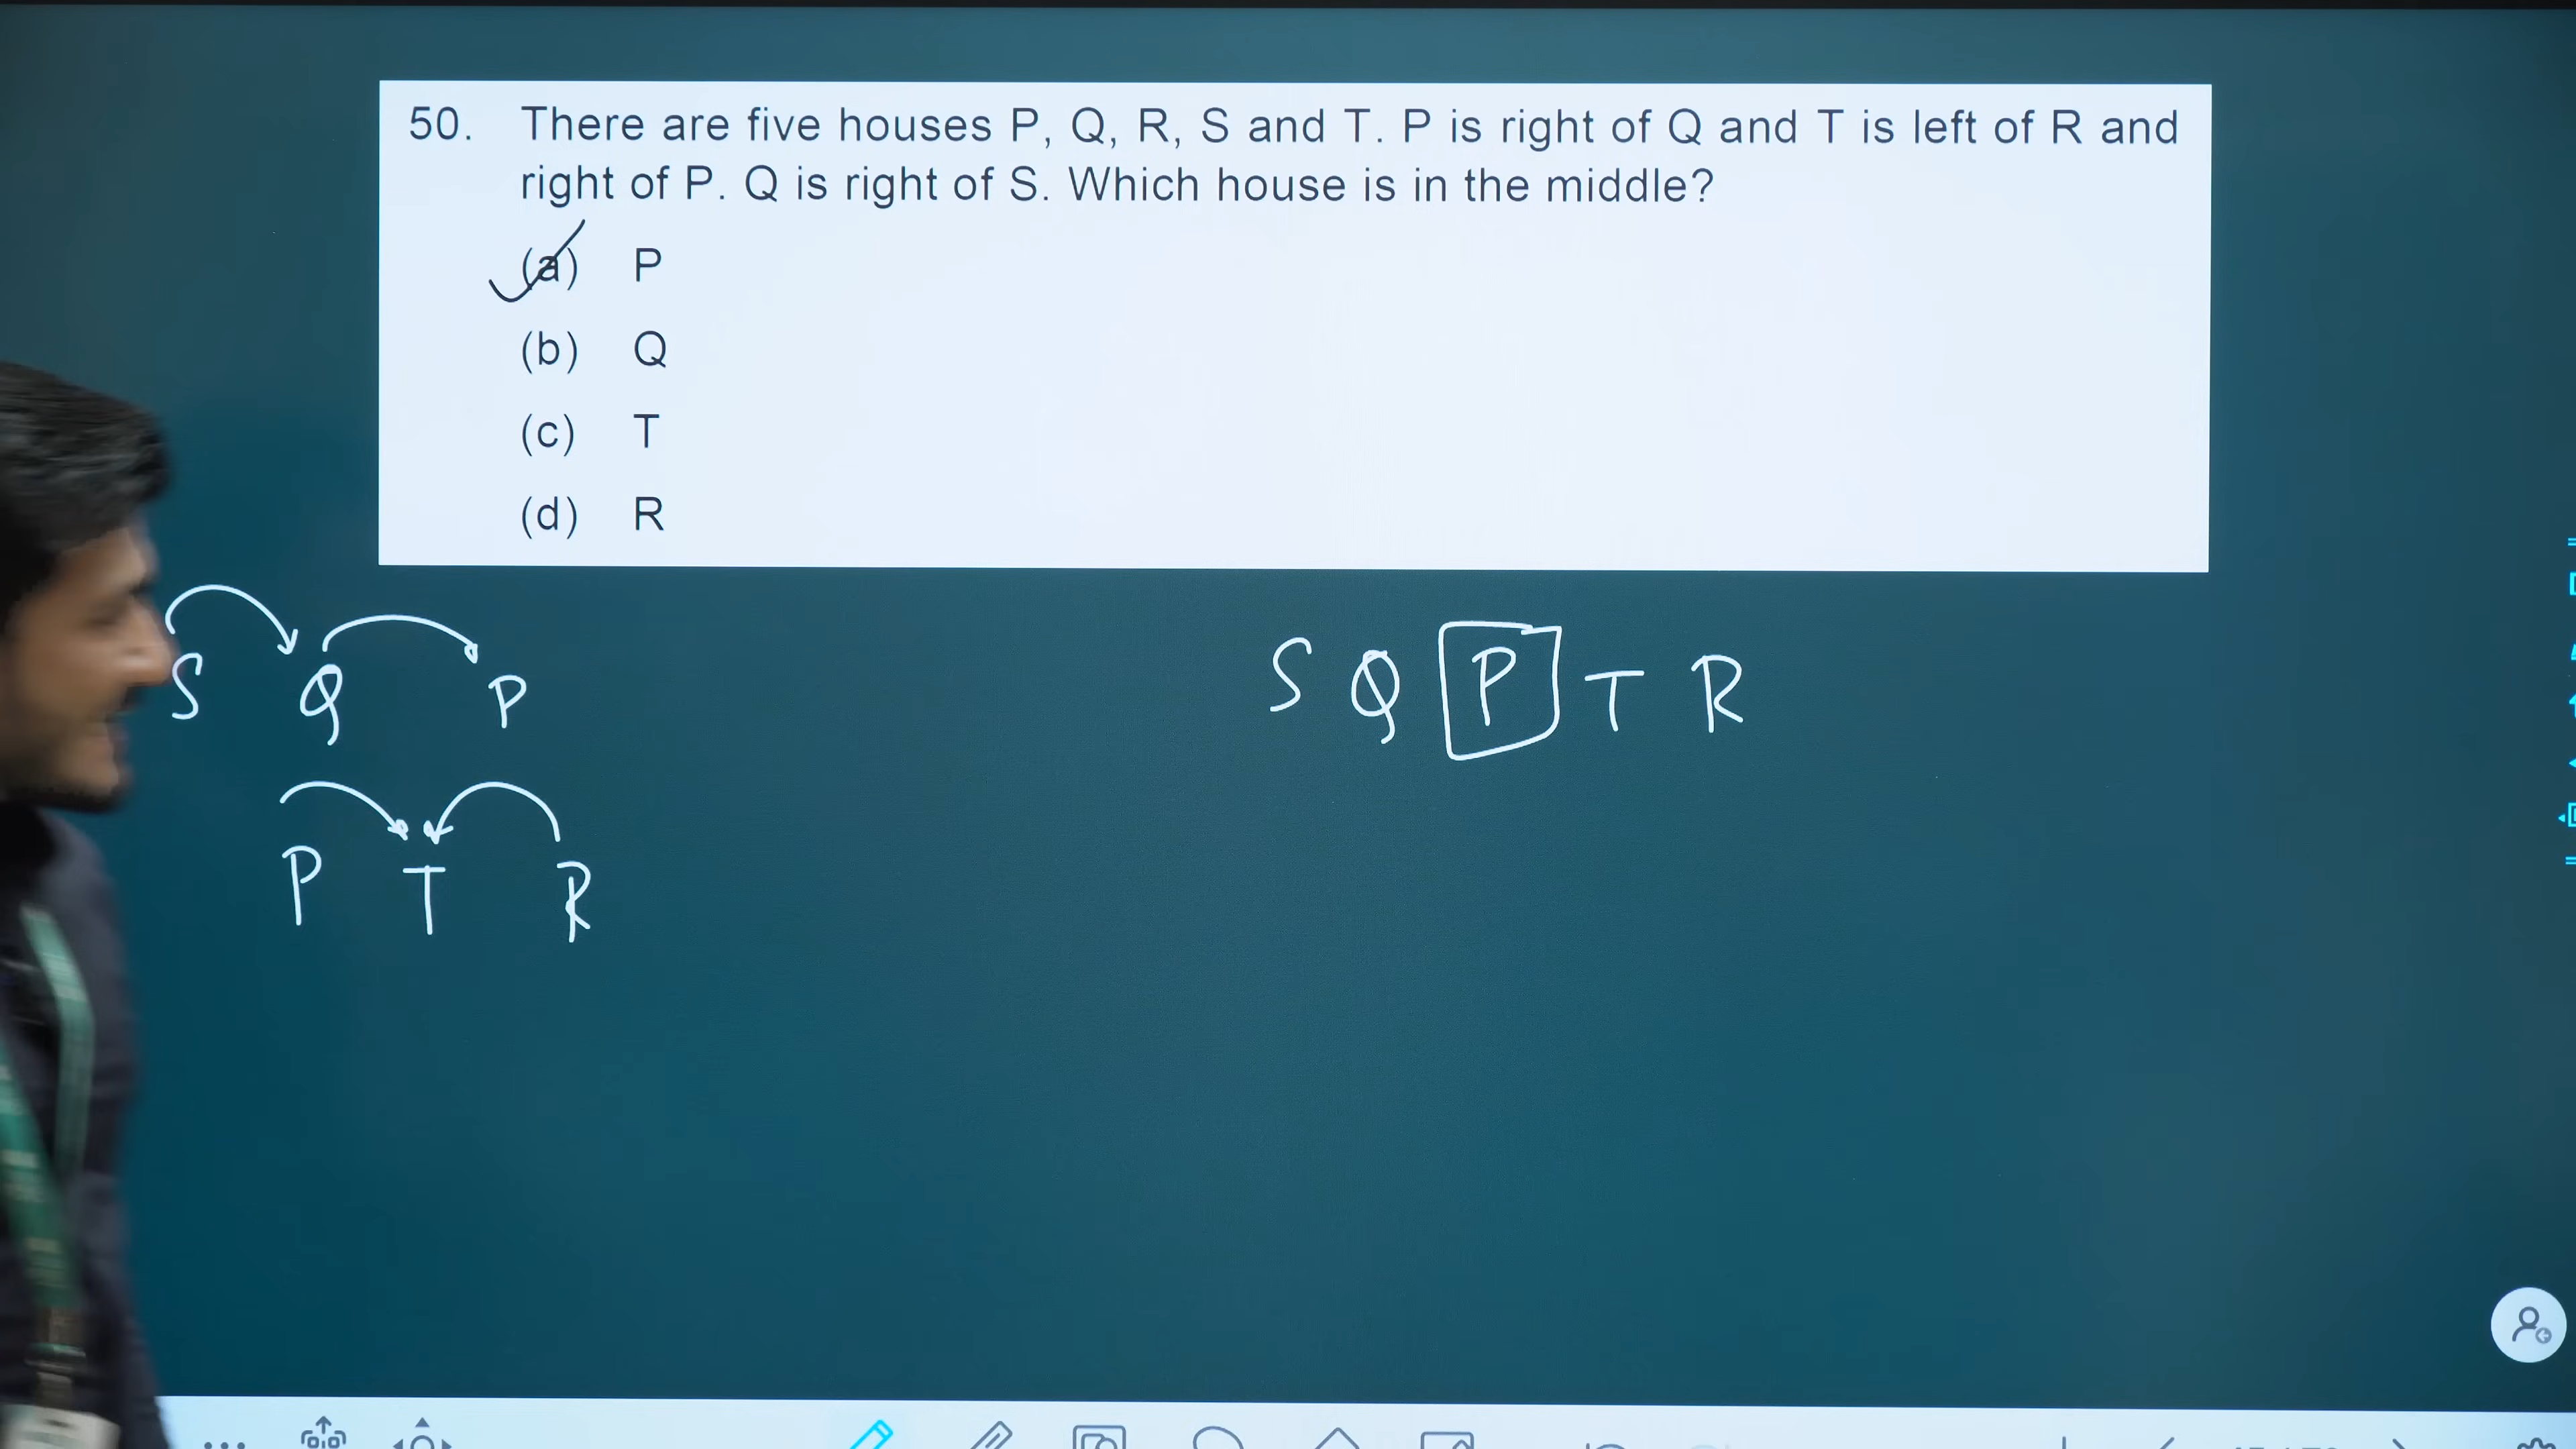 50. There are five houses P, Q, R, S and T. P is right of Q and T is left of R and
right of P. Q is right of S. Which house is in the middle?
(a) P
(b) Q
(c) T
(d) R
S Q P
S Q P T R
P T R